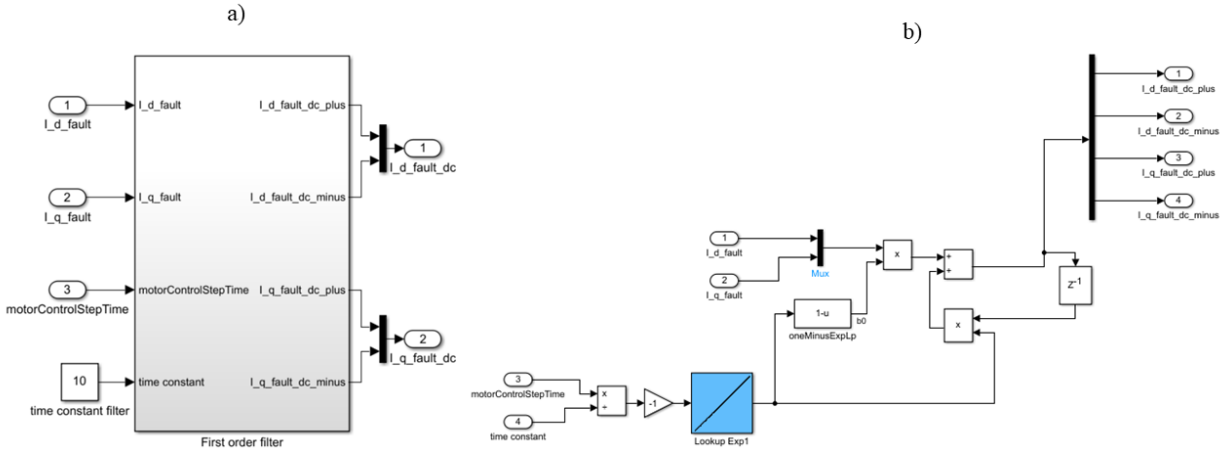 a)
1
I_d_fault
2
I_q_fault
3
motorControlStepTime
10
time constant filter
I_d_fault
I_q_fault
motorControlStepTime
time constant
I_d_fault_dc_plus
I_d_fault_dc_minus
I_q_fault_dc_plus
I_q_fault_dc_minus
First order filter
1
I_d_fault_dc
2
I_q_fault_dc
b)
1
I_d_fault_dc_plus
2
I_d_fault_dc_minus
3
I_q_fault_dc_plus
4
I_q_fault_dc_minus
1
I_d_fault
2
I_q_fault
Mux
x
+
+
Z-1
x
1-u
b0
oneMinusExpLp
3
motorControlStepTime
4
time constant
x
÷
-1
Lookup Exp1